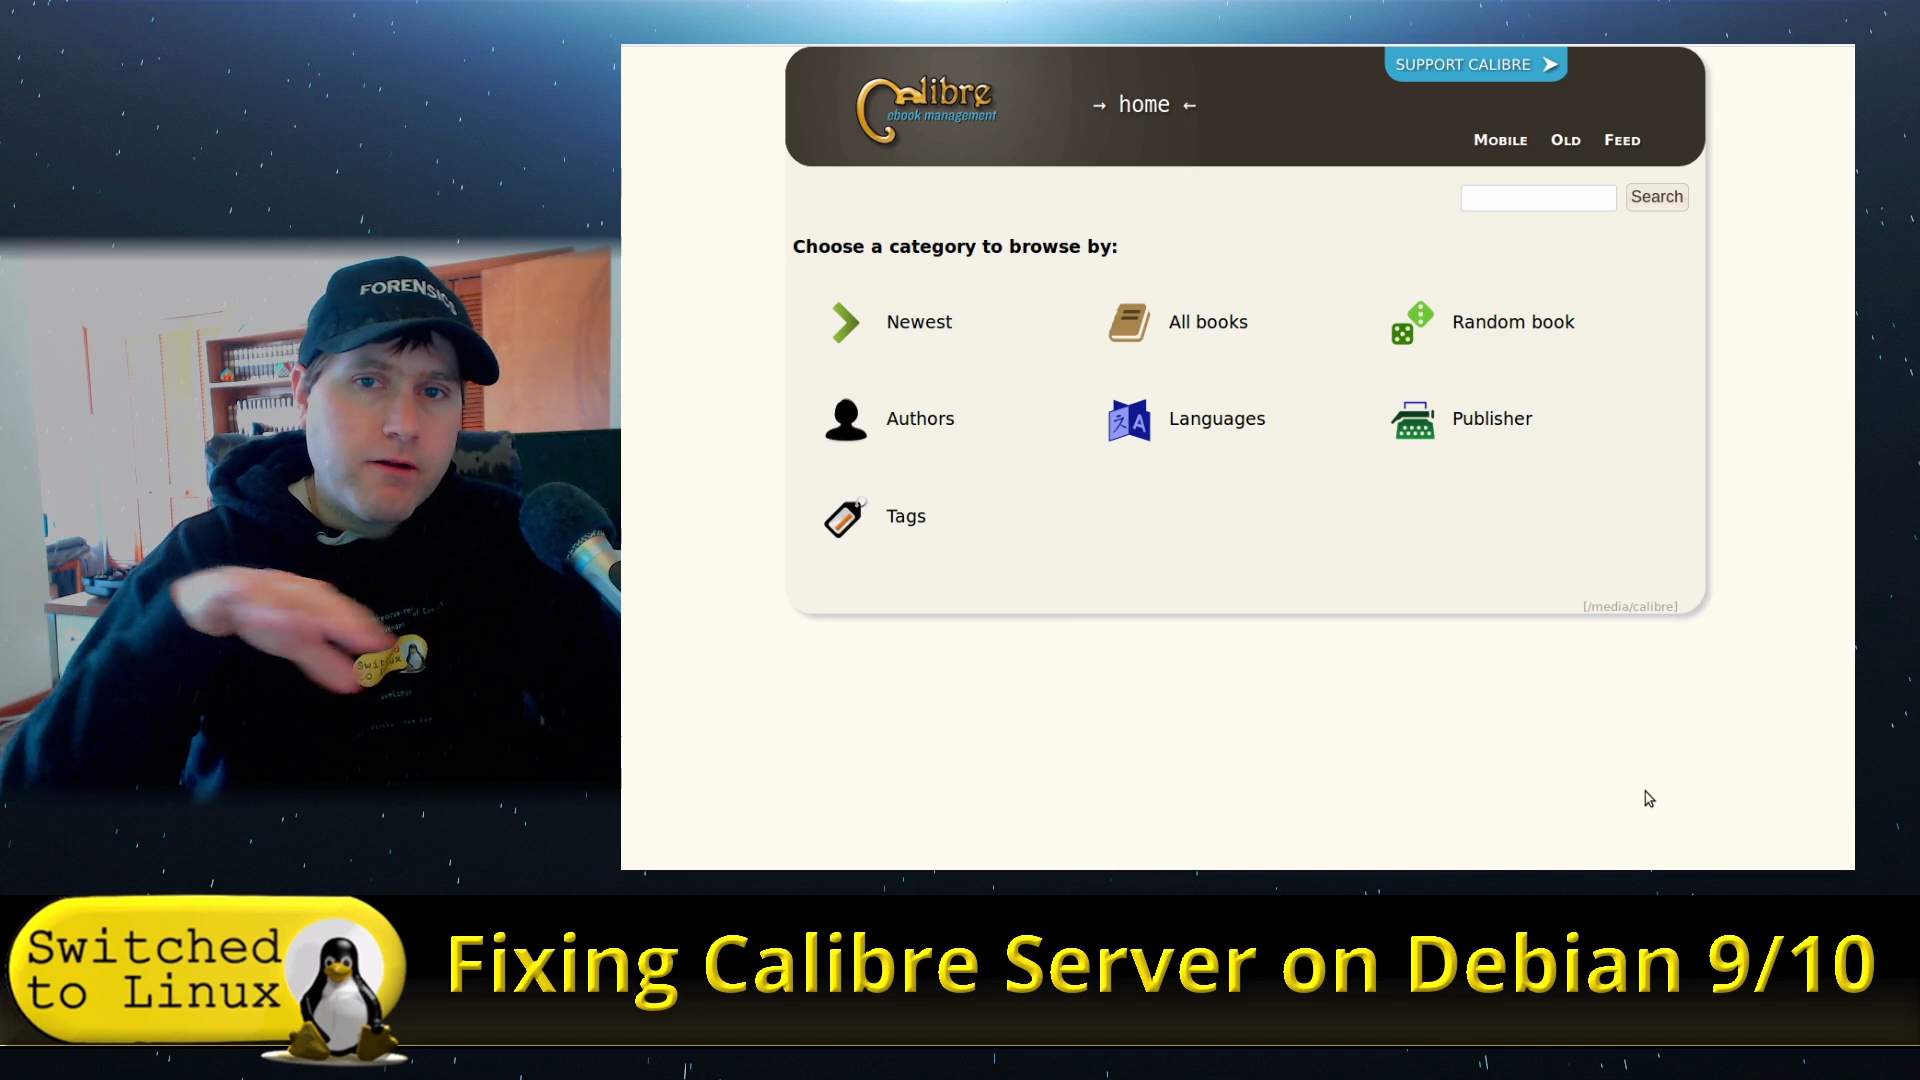 SUPPORT CALIBRE
Calibre
ebook management
→ home ←
Mobile Old Feed
Search
Choose a category to browse by:
Newest
All books
Random book
Authors
Languages
Publisher
Tags
[/media/calibre]
FORENSICS
Switched
to Linux
Fixing Calibre Server on Debian 9/10